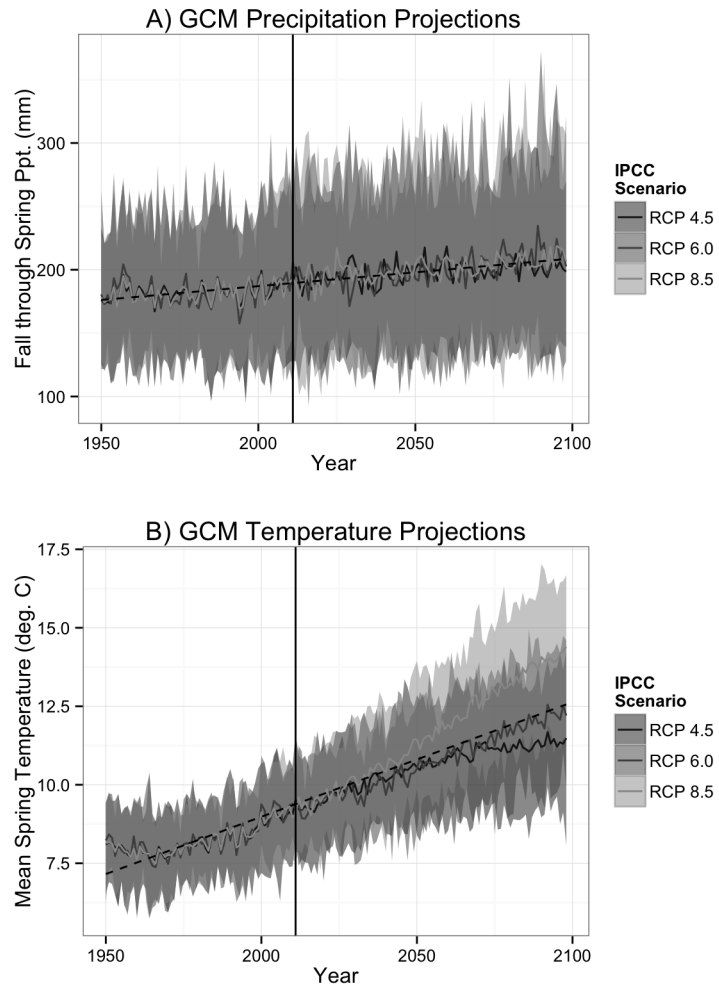 A) GCM Precipitation Projections
Fall through Spring Ppt. (mm)
300
200
100
1950
2000
2050
2100
Year
IPCC
Scenario
RCP 4.5
RCP 6.0
RCP 8.5
B) GCM Temperature Projections
Mean Spring Temperature (deg. C)
17.5
15.0
12.5
10.0
7.5
1950
2000
2050
2100
Year
IPCC
Scenario
RCP 4.5
RCP 6.0
RCP 8.5